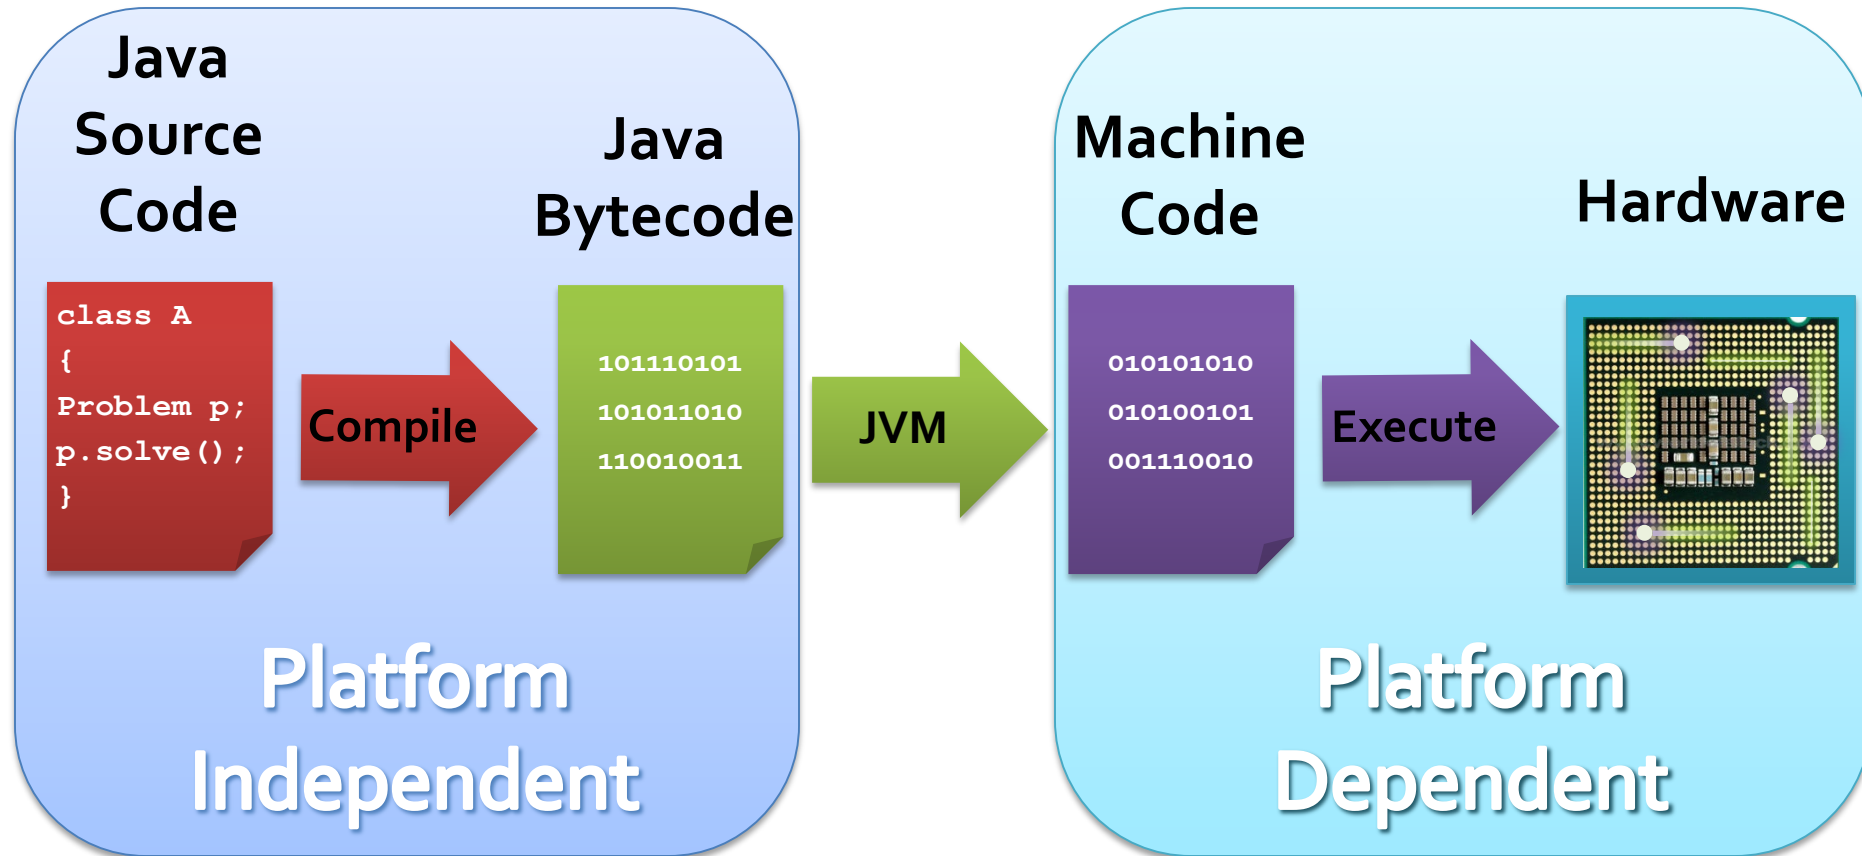 Java
Source
Code
class A
{
Problem p;
p.solve();
}
Compile
Java
Bytecode
101110101
101011010
110010011
Platform
Independent
JVM
Machine
Code
010101010
010100101
001110010
Execute
Hardware
Platform
Dependent